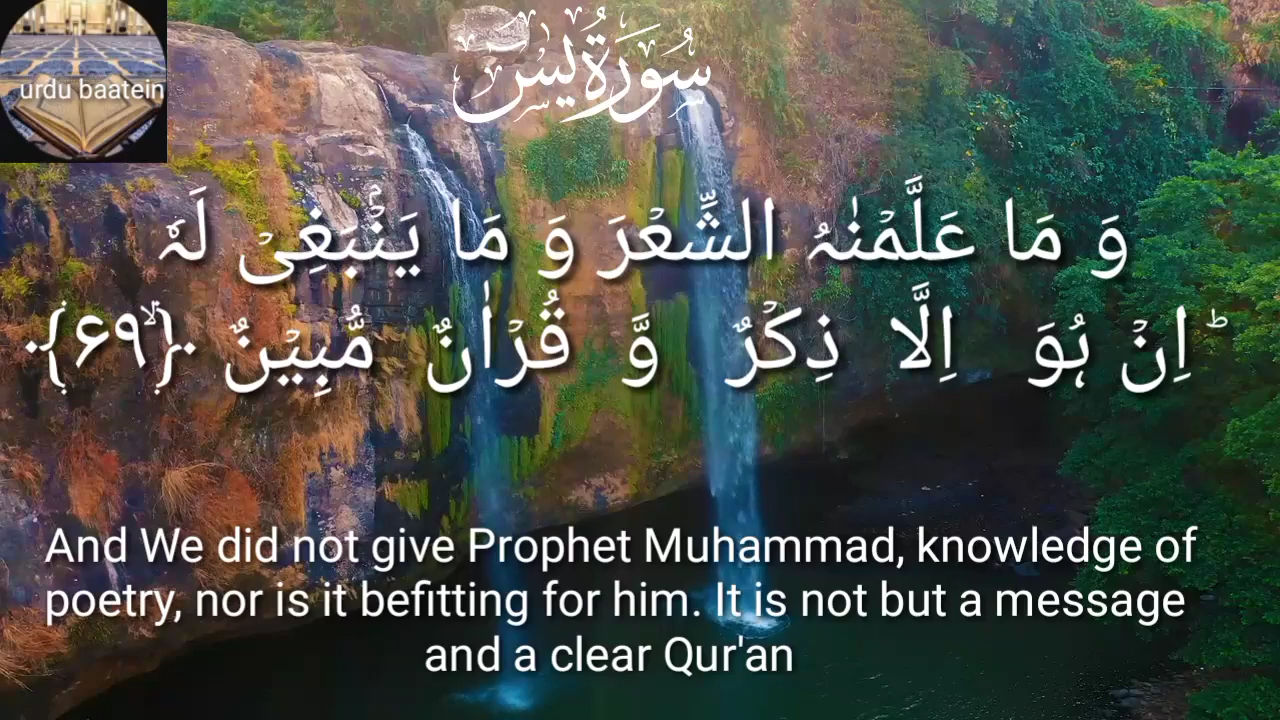 urdu baatein
سُورَةُ يٰسٓ
وَ مَا عَلَّمۡنٰہُ الشِّعۡرَ وَ مَا یَنۡۢبَغِیۡ لَہٗ
ؕ اِنۡ ہُوَ اِلَّا ذِکۡرٌ وَّ قُرۡاٰنٌ مُّبِیۡنٌ ﴿ۙ۶۹﴾
And We did not give Prophet Muhammad, knowledge of
poetry, nor is it befitting for him. It is not but a message
and a clear Qur'an